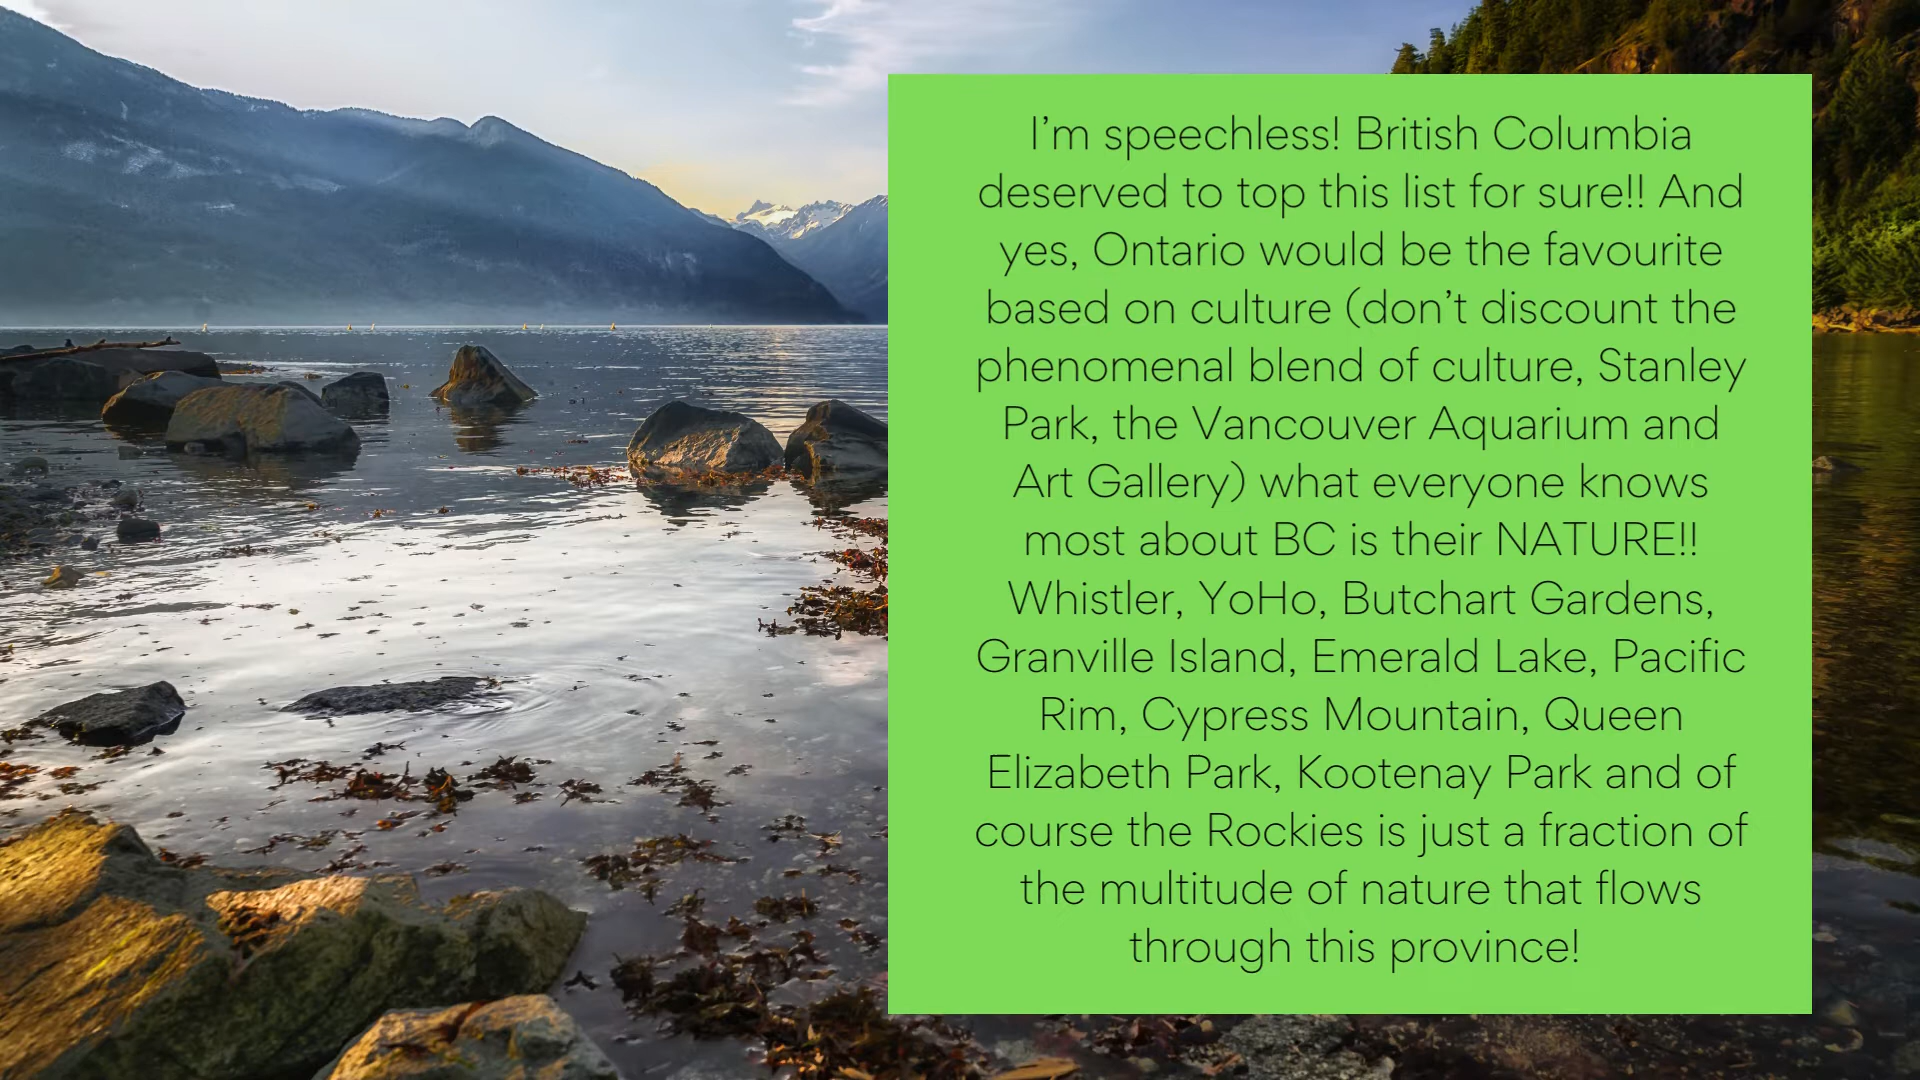 I’m speechless! British Columbia
deserved to top this list for sure!! And
yes, Ontario would be the favourite
based on culture (don’t discount the
phenomenal blend of culture, Stanley
Park, the Vancouver Aquarium and
Art Gallery) what everyone knows
most about BC is their NATURE!!
Whistler, YoHo, Butchart Gardens,
Granville Island, Emerald Lake, Pacific
Rim, Cypress Mountain, Queen
Elizabeth Park, Kootenay Park and of
course the Rockies is just a fraction of
the multitude of nature that flows
through this province!